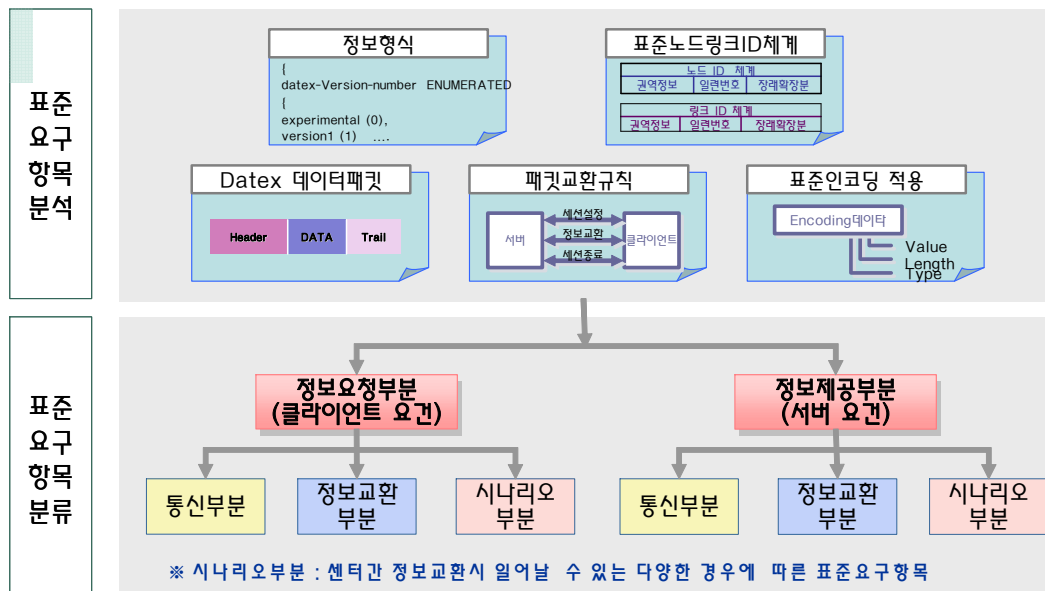 표준
요구
항목
분석
정보형식
{
datex-Version-number ENUMERATED
{
experimental (0),
version1 (1) ....
표준노드링크ID체계
노드 ID 체계
권역정보 일련번호 장래확장분
링크 ID 체계
권역정보 일련번호 장래확장분
Datex 데이터패킷
Header DATA Trail
패킷교환규칙
서버
세션설정
정보교환
세션종료
클라이언트
표준인코딩 적용
Encoding데이타
Value
Length
Type
표준
요구
항목
분류
정보요청부분
(클라이언트 요건)
정보제공부분
(서버 요건)
통신부분
정보교환
부분
시나리오
부분
통신부분
정보교환
부분
시나리오
부분
※ 시나리오부분 : 센터간 정보교환시 일어날 수 있는 다양한 경우에 따른 표준요구항목